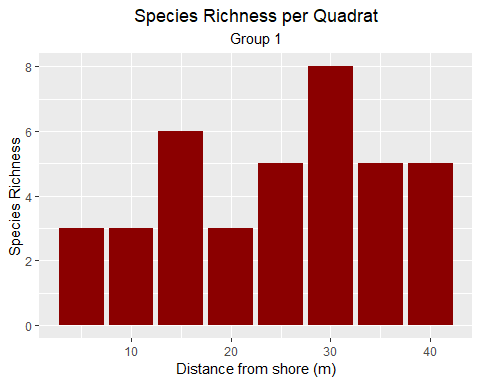 Species Richness per Quadrat
Group 1
Species Richness
8
6
4
2
0
10 20 30 40
Distance from shore (m)